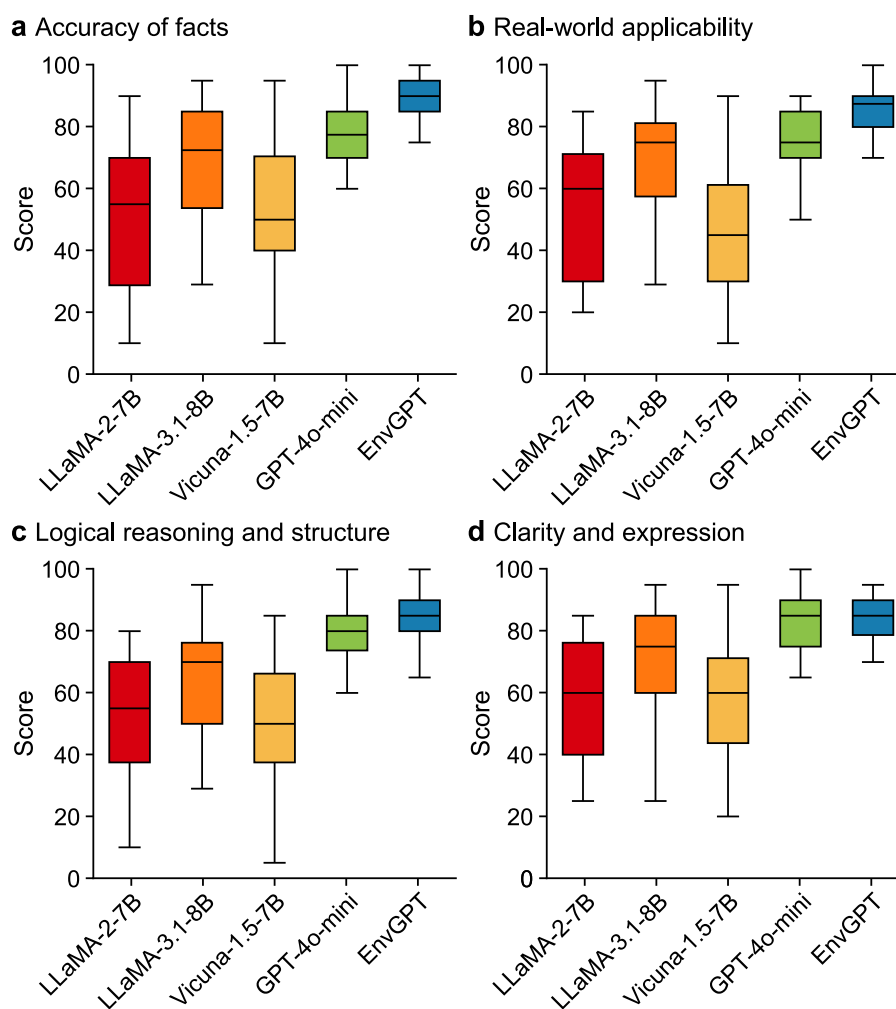 a Accuracy of facts
Score
100
80
60
40
20
0
LLaMA-2-7B
LLaMA-3.1-8B
Vicuna-1.5-7B
GPT-4o-mini
EnvGPT
b Real-world applicability
Score
100
80
60
40
20
0
LLaMA-2-7B
LLaMA-3.1-8B
Vicuna-1.5-7B
GPT-4o-mini
EnvGPT
c Logical reasoning and structure
Score
100
80
60
40
20
0
LLaMA-2-7B
LLaMA-3.1-8B
Vicuna-1.5-7B
GPT-4o-mini
EnvGPT
d Clarity and expression
Score
100
80
60
40
20
0
LLaMA-2-7B
LLaMA-3.1-8B
Vicuna-1.5-7B
GPT-4o-mini
EnvGPT